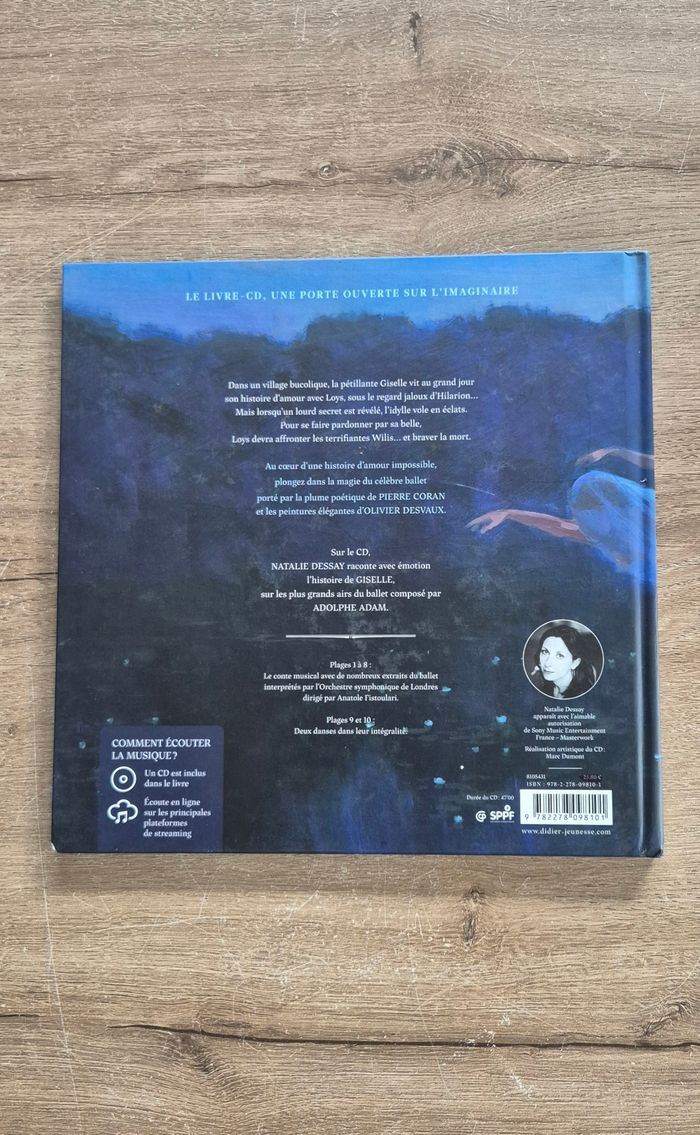 LE LIVRE-CD, UNE PORTE OUVERTE SUR L'IMAGINAIRE
Dans un village bucolique, la pétillante Giselle vit au grand jour
son histoire d'amour avec Loys, sous le regard jaloux d'Hilarion...
Mais lorsqu'un lourd secret est révélé, l'idylle vole en éclats.
Pour se faire pardonner par sa belle,
Loys devra affronter les terrifiantes Wilis... et braver la mort.
Au cœur d'une histoire d'amour impossible,
plongez dans la magie du célèbre ballet
porté par la plume poétique de PIERRE CORAN
et les peintures élégantes d'OLIVIER DESVAUX.
Sur le CD,
NATALIE DESSAY raconte avec émotion
l'histoire de GISELLE,
sur les plus grands airs du ballet composé par
ADOLPHE ADAM.
Plages 1 à 8 :
Le conte musical avec de nombreux extraits du ballet
interprétés par l'Orchestre symphonique de Londres
dirigé par Anatole Fistoulari.
Plages 9 et 10 :
Deux danses dans leur intégralité.
Natalie Dessay
apparaît avec l'aimable
autorisation
de Sony Music Entertainment
France – Masterwork
Réalisation artistique du CD :
Marc Dumont
COMMENT ÉCOUTER
LA MUSIQUE ?
Un CD est inclus
dans le livre
Écoute en ligne
sur les principales
plateformes
de streaming
Durée du CD : 47'00
SPPF
8105431
23.80 €
ISBN : 978-2-278-09810-1
9 782278 098101
www.didier-jeunesse.com